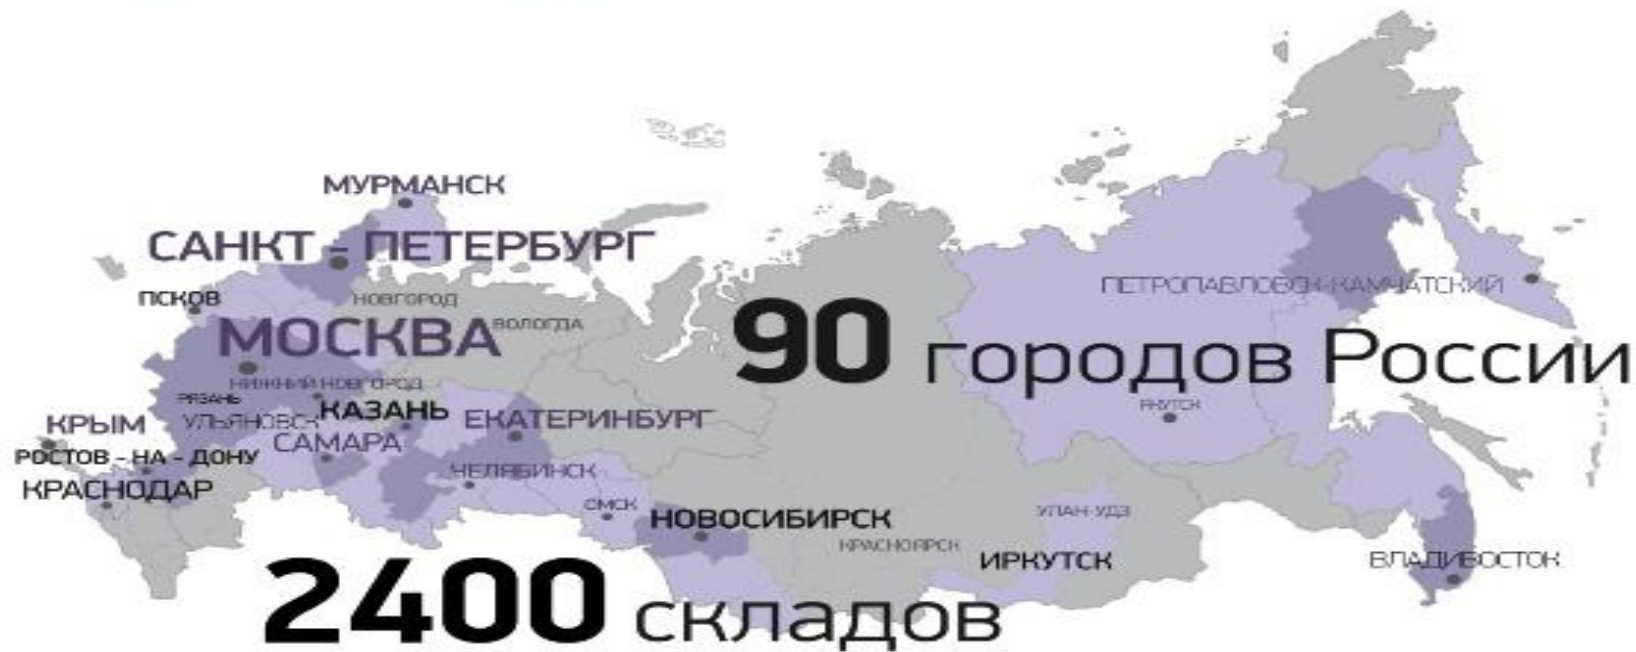 МУРМАНСК
САНКТ - ПЕТЕРБУРГ
ПСКОВ
НОВГОРОД
МОСКВА
ВОЛОГДА
90 городов России
ПЕТРОПАВЛОВСК-КАМЧАТСКИЙ
НИЖНИЙ НОВГОРОД
РЯЗАНЬ
КАЗАНЬ
ЯКУТСК
КРЫМ
УЛЬЯНОВСК
ЕКАТЕРИНБУРГ
САМАРА
РОСТОВ - НА - ДОНУ
ЧЕЛЯБИНСК
КРАСНОДАР
ОМСК
НОВОСИБИРСК
УЛАН-УДЭ
КРАСНОЯРСК
ИРКУТСК
ВЛАДИВОСТОК
2400 складов